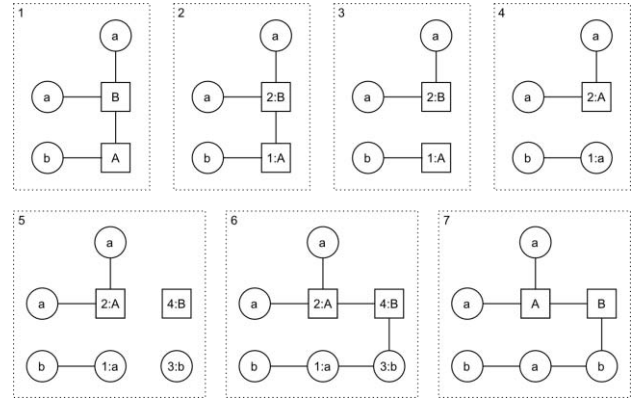 1 2 3 4
a a a a
a B a 2:B a 2:B a 2:A
b A b 1:A b 1:A b 1:a
5 6 7
a a a
a 2:A 4:B a 2:A 4:B a A B
b 1:a 3:b b 1:a 3:b b a b